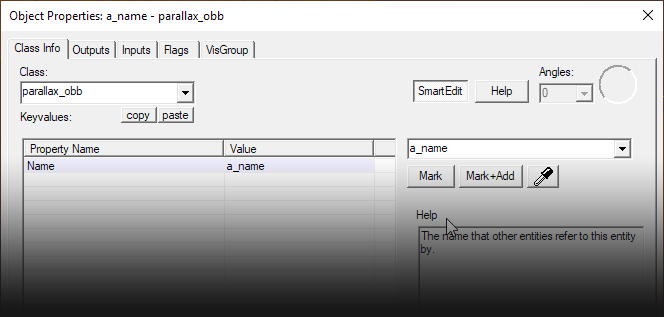 Object Properties: a_name - parallax_obb
Class Info Outputs Inputs Flags VisGroup
Class:
parallax_obb
SmartEdit Help
Angles:
0
Keyvalues: copy paste
Property Name Value
Name a_name
a_name
Mark Mark+Add
Help
The name that other entities refer to this entity
by.